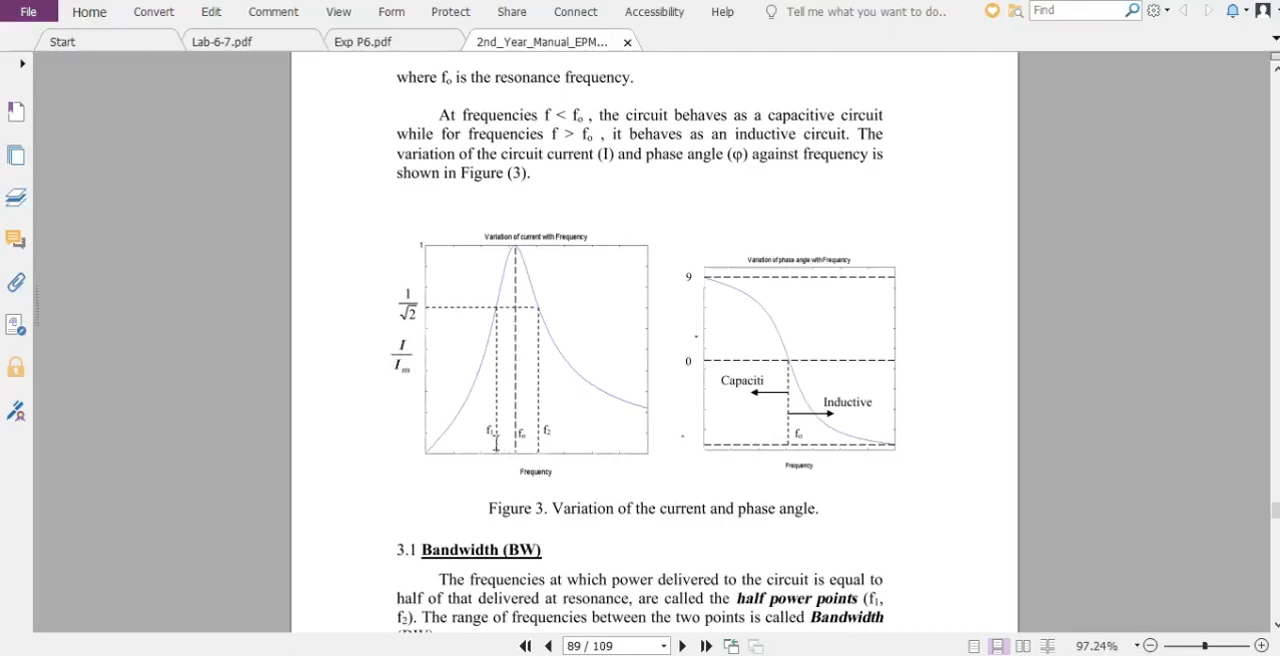 File Home Convert Edit Comment View Form Protect Share Connect Accessibility Help Tell me what you want to do.. Find
Start Lab-6-7.pdf Exp P6.pdf 2nd_Year_Manual_EPM...
where fₒ is the resonance frequency.
At frequencies f < fₒ , the circuit behaves as a capacitive circuit
while for frequencies f > fₒ , it behaves as an inductive circuit. The
variation of the circuit current (I) and phase angle (φ) against frequency is
shown in Figure (3).
Variation of current with Frequency
1
1
√2
I
Iₘ
f₁
fₒ
f₂
Frequency
Variation of phase angle with Frequency
9
0
Capaciti
Inductive
fₒ
Frequency
Figure 3. Variation of the current and phase angle.
3.1 Bandwidth (BW)
The frequencies at which power delivered to the circuit is equal to
half of that delivered at resonance, are called the half power points (f₁,
f₂). The range of frequencies between the two points is called Bandwidth
89 / 109 97.24%